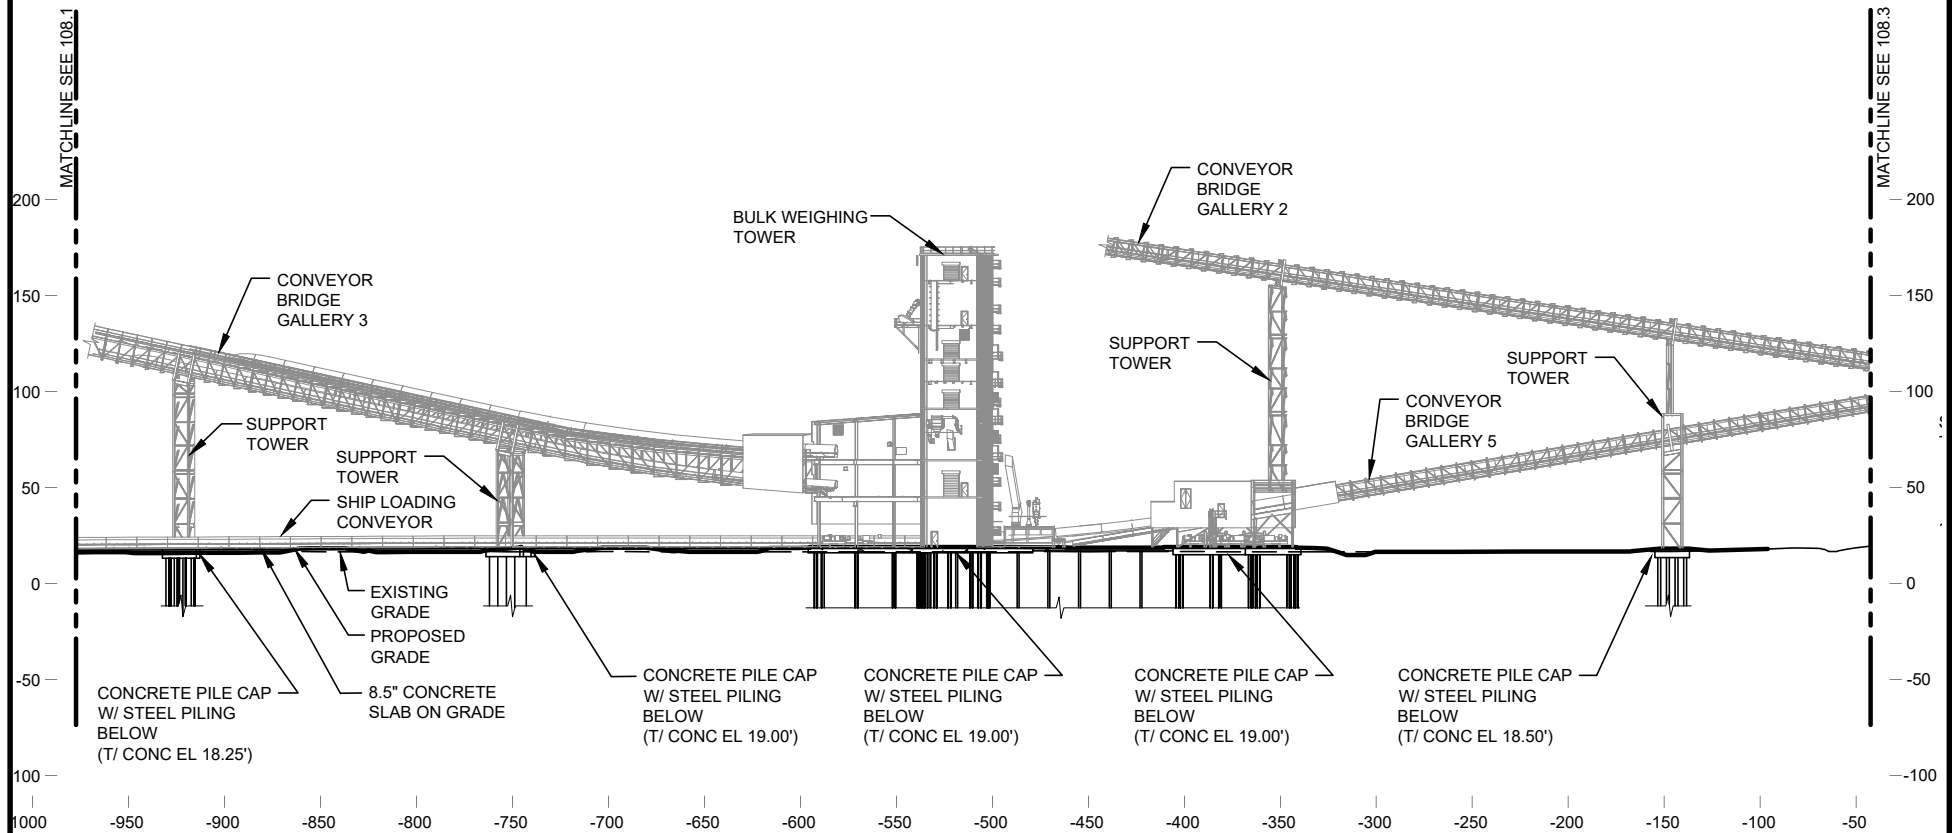 MATCHLINE SEE 108.1
MATCHLINE SEE 108.3
CONVEYOR
BRIDGE
GALLERY 2
BULK WEIGHING
TOWER
CONVEYOR
BRIDGE
GALLERY 3
SUPPORT
TOWER
SUPPORT
TOWER
CONVEYOR
BRIDGE
GALLERY 5
SUPPORT
TOWER
SUPPORT
TOWER
SHIP LOADING
CONVEYOR
EXISTING
GRADE
PROPOSED
GRADE
8.5" CONCRETE
SLAB ON GRADE
CONCRETE PILE CAP
W/ STEEL PILING
BELOW
(T/ CONC EL 18.25')
CONCRETE PILE CAP
W/ STEEL PILING
BELOW
(T/ CONC EL 19.00')
CONCRETE PILE CAP
W/ STEEL PILING
BELOW
(T/ CONC EL 19.00')
CONCRETE PILE CAP
W/ STEEL PILING
BELOW
(T/ CONC EL 19.00')
CONCRETE PILE CAP
W/ STEEL PILING
BELOW
(T/ CONC EL 18.50')
200
150
100
50
0
-50
100
200
150
100
50
0
-50
-100
1000 -950 -900 -850 -800 -750 -700 -650 -600 -550 -500 -450 -400 -350 -300 -250 -200 -150 -100 -50